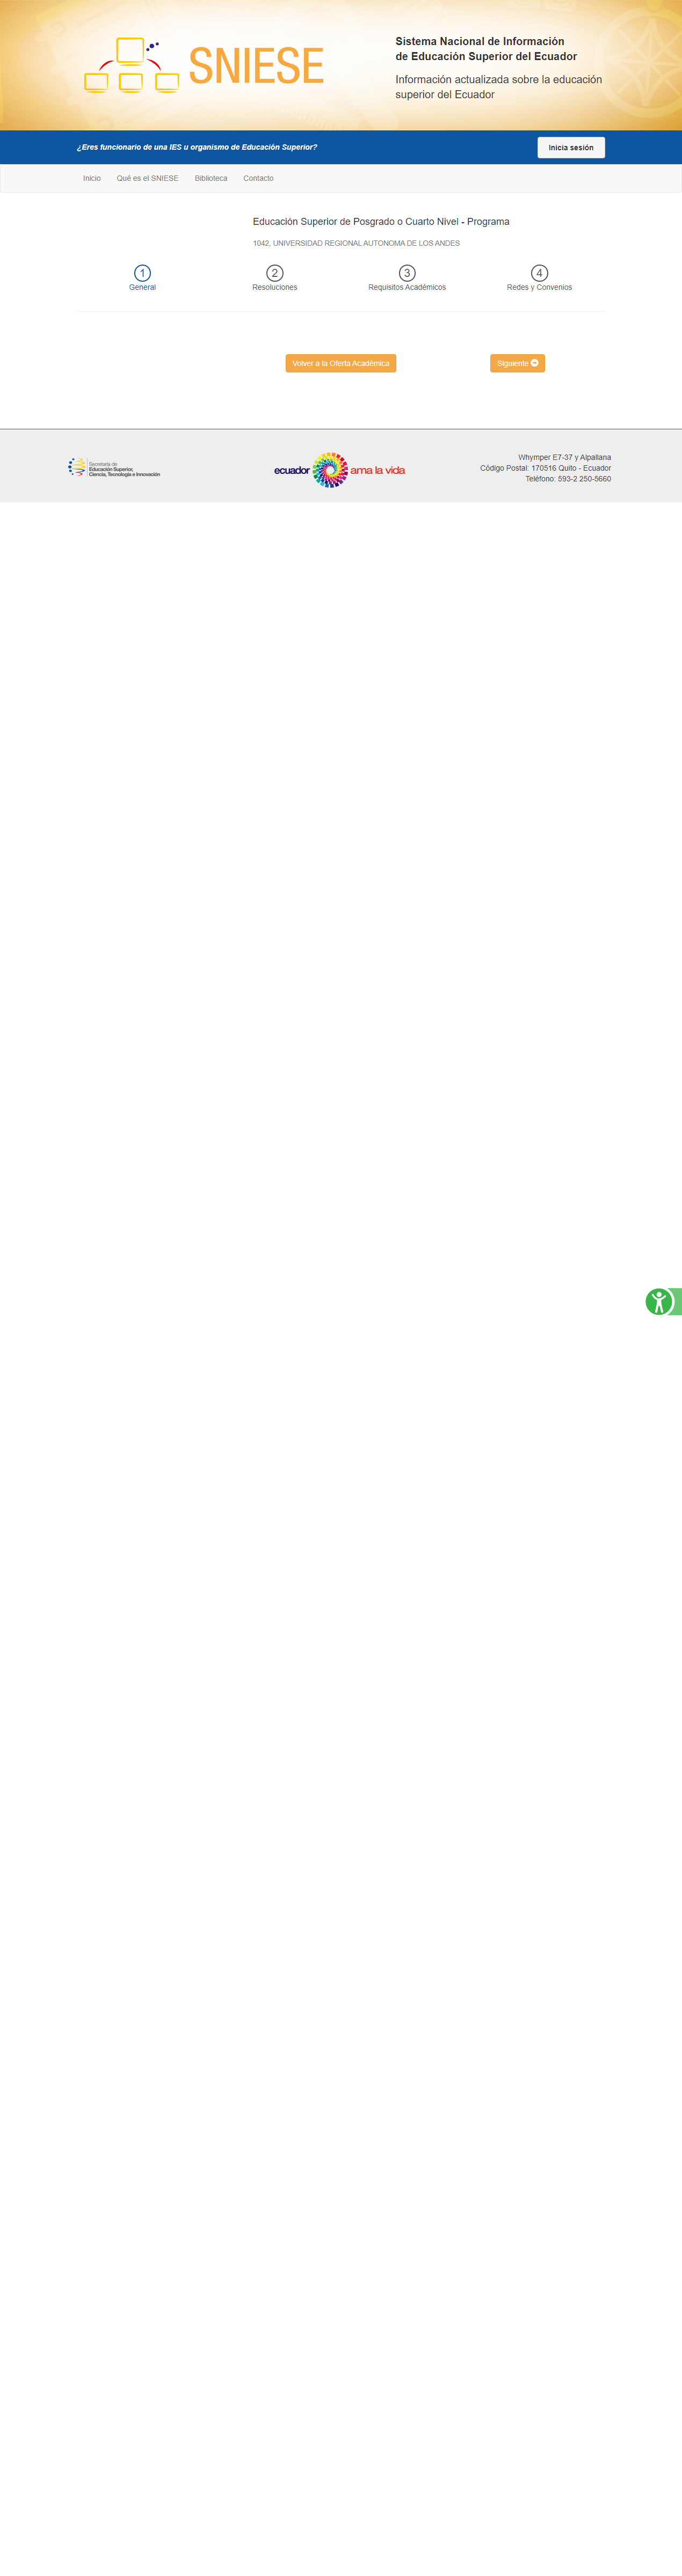 SNIESE
Sistema Nacional de Información
de Educación Superior del Ecuador
Información actualizada sobre la educación
superior del Ecuador
¿Eres funcionario de una IES u organismo de Educación Superior?
Inicia sesión
Inicio
Qué es el SNIESE
Biblioteca
Contacto
Educación Superior de Posgrado o Cuarto Nivel - Programa
1042, UNIVERSIDAD REGIONAL AUTONOMA DE LOS ANDES
1
General
2
Resoluciones
3
Requisitos Académicos
4
Redes y Convenios
Volver a la Oferta Académica
Siguiente
Secretaría de
Educación Superior,
Ciencia, Tecnología e Innovación
ecuador ama la vida
Whymper E7-37 y Alpallana
Código Postal: 170516 Quito - Ecuador
Teléfono: 593-2 250-5660